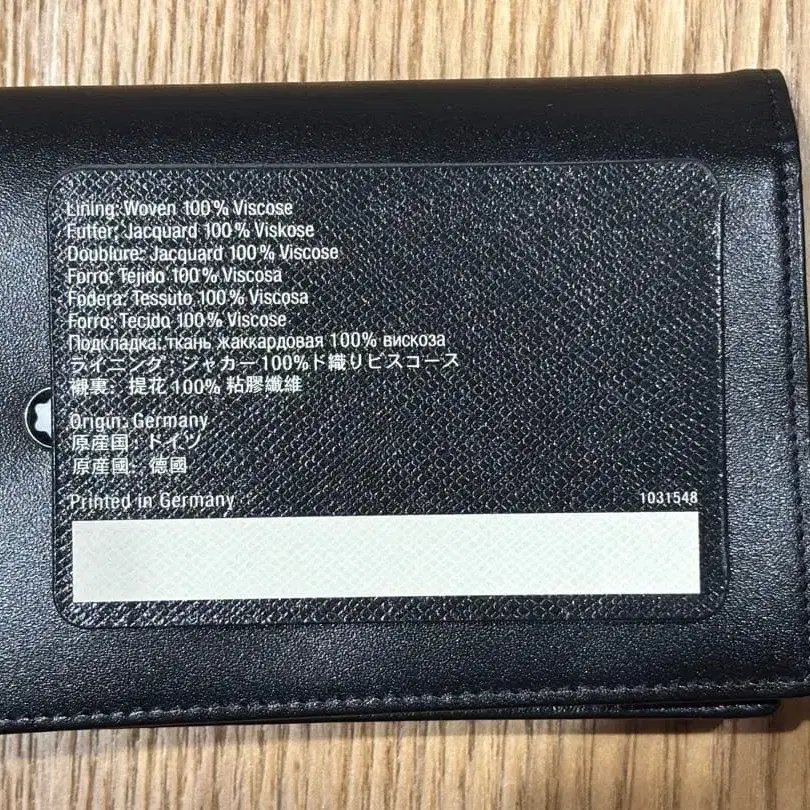 Lining: Woven 100% Viscose
Futter: Jacquard 100% Viskose
Doublure: Jacquard 100% Viscose
Forro: Tejido 100% Viscosa
Fodera: Tessuto 100% Viscosa
Forro: Tecido 100% Viscose
Подкладка: ткань жаккардовая 100% вискоза
ライニング: ジャカー100%ド織りビスコース
襯裏: 提花 100% 粘膠纖維
Origin: Germany
原産国: ドイツ
原産國: 德國
Printed in Germany
1031548